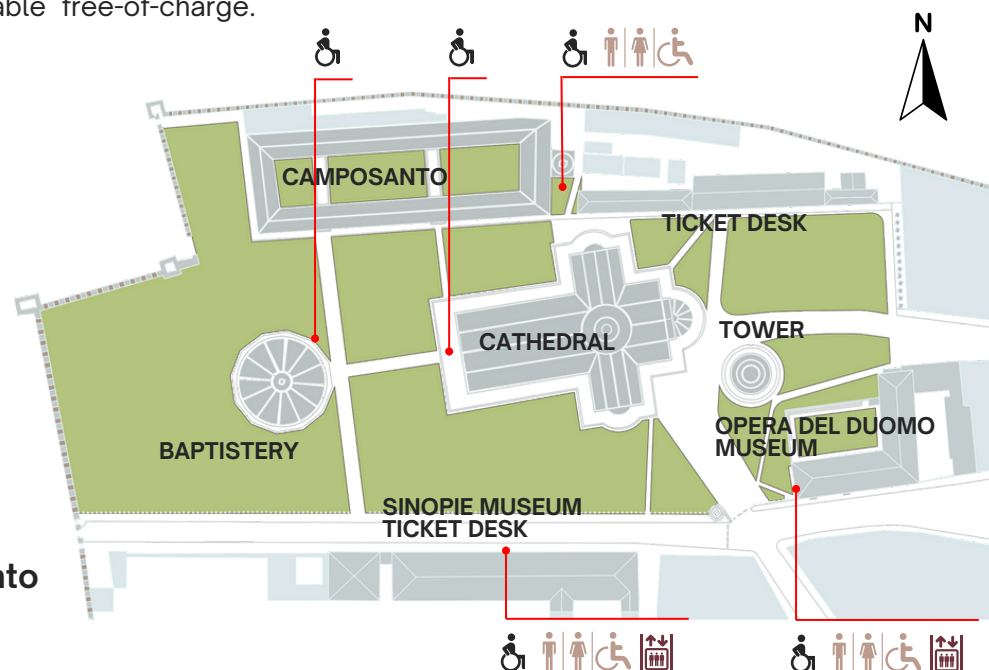 able free-of-charge.
N
CAMPOSANTO
TICKET DESK
TOWER
CATHEDRAL
OPERA DEL DUOMO
MUSEUM
BAPTISTERY
SINOPIE MUSEUM
TICKET DESK
nto